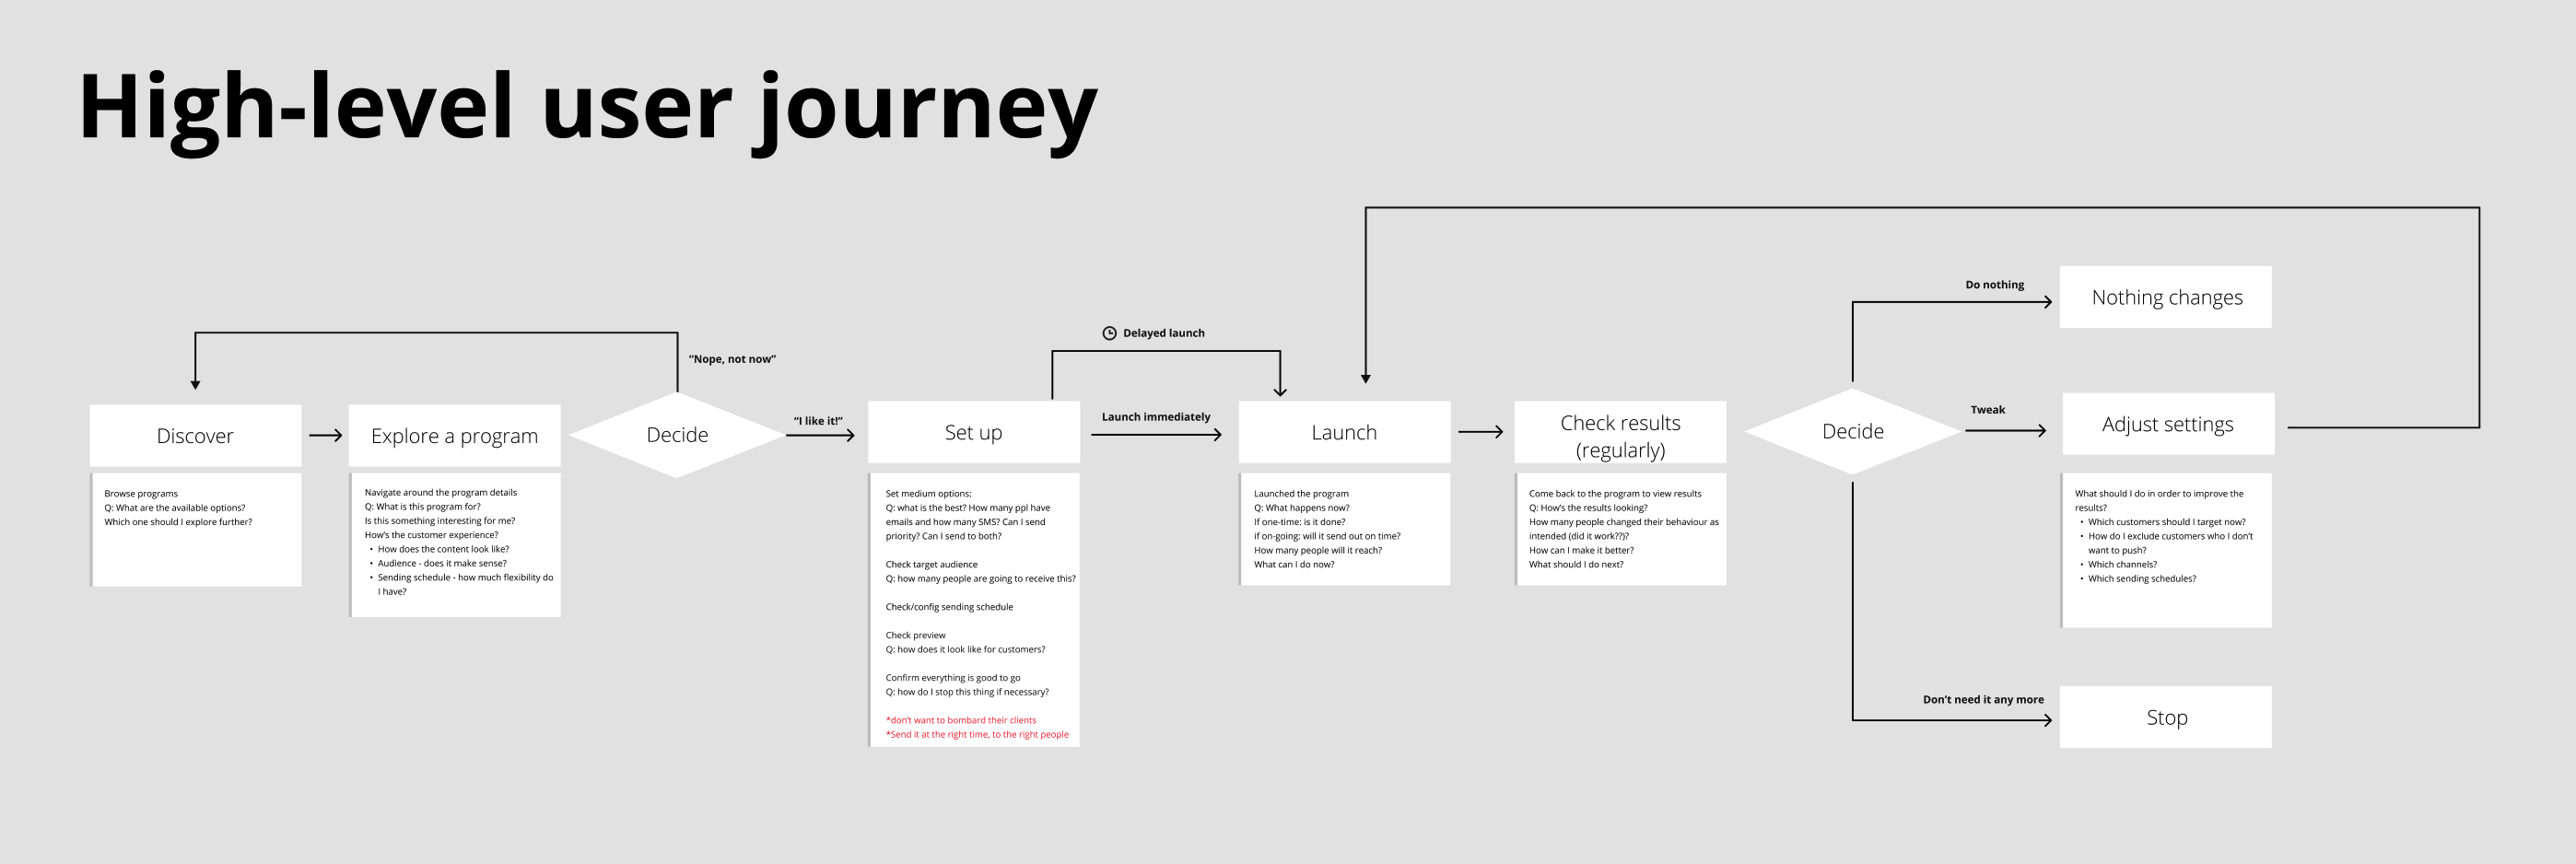 High-level user journey
Discover
Browse programs
Q: What are the available options?
Which one should I explore further?
Explore a program
Navigate around the program details
Q: What is this program for?
Is this something interesting for me?
How's the customer experience?
• How does the content look like?
• Audience - does it make sense?
• Sending schedule - how much flexibility do
I have?
Decide
“Nope, not now”
“I like it!”
Set up
Set medium options:
Q: what is the best? How many ppl have
emails and how many SMS? Can I send
priority? Can I send to both?
Check target audience
Q: how many people are going to receive this?
Check/config sending schedule
Check preview
Q: how does it look like for customers?
Confirm everything is good to go
Q: how do I stop this thing if necessary?
*don't want to bombard their clients
*Send it at the right time, to the right people
Delayed launch
Launch immediately
Launch
Launched the program
Q: What happens now?
If one-time: is it done?
if on-going: will it send out on time?
How many people will it reach?
What can I do now?
Check results
(regularly)
Come back to the program to view results
Q: How's the results looking?
How many people changed their behaviour as
intended (did it work??)?
How can I make it better?
What should I do next?
Decide
Do nothing
Nothing changes
Tweak
Adjust settings
What should I do in order to improve the
results?
• Which customers should I target now?
• How do I exclude customers who I don't
want to push?
• Which channels?
• Which sending schedules?
Don't need it any more
Stop